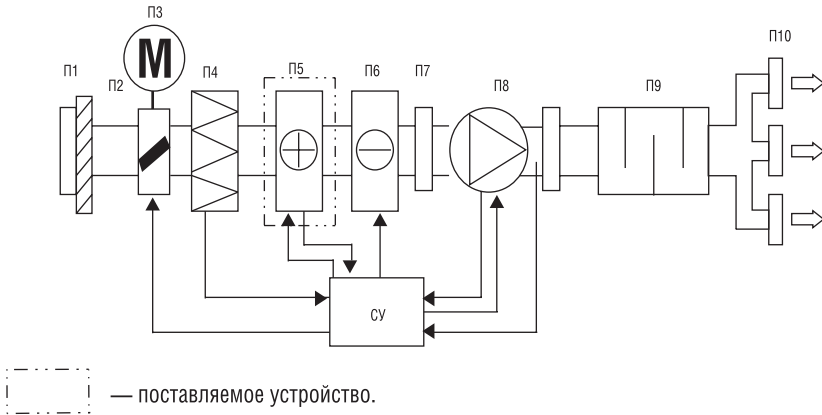 П3
М
П1
П2
П4
П5
П6
П7
П8
П9
П10
СУ
— поставляемое устройство.